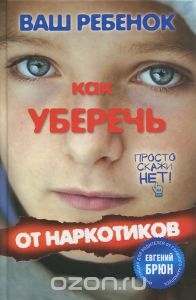 ВАШ РЕБЕНОК
КАК
УБЕРЕЧЬ
ПРОСТО
СКАЖИ
НЕТ!
ОТ НАРКОТИКОВ
ЕВГЕНИЙ
БРЮН
ozon.ru